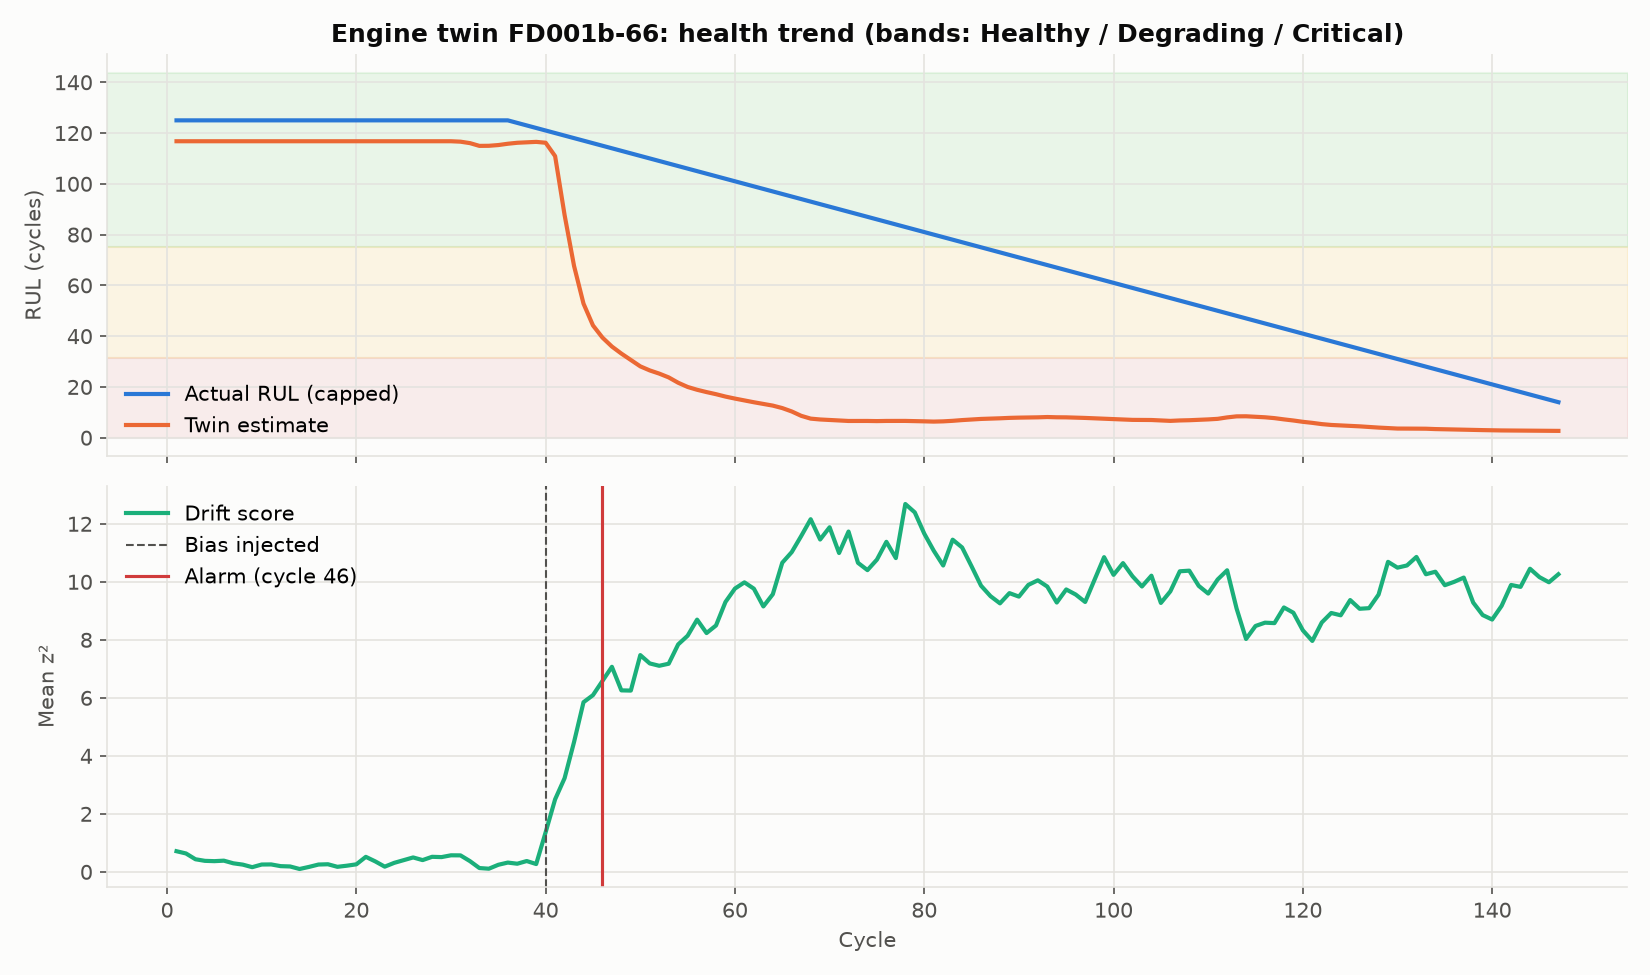 Engine twin FD001b-66: health trend (bands: Healthy / Degrading / Critical)
RUL (cycles)
140
120
100
80
60
40
20
0
Actual RUL (capped)
Twin estimate
Mean z²
12
10
8
6
4
2
0
Drift score
Bias injected
Alarm (cycle 46)
0 20 40 60 80 100 120 140
Cycle